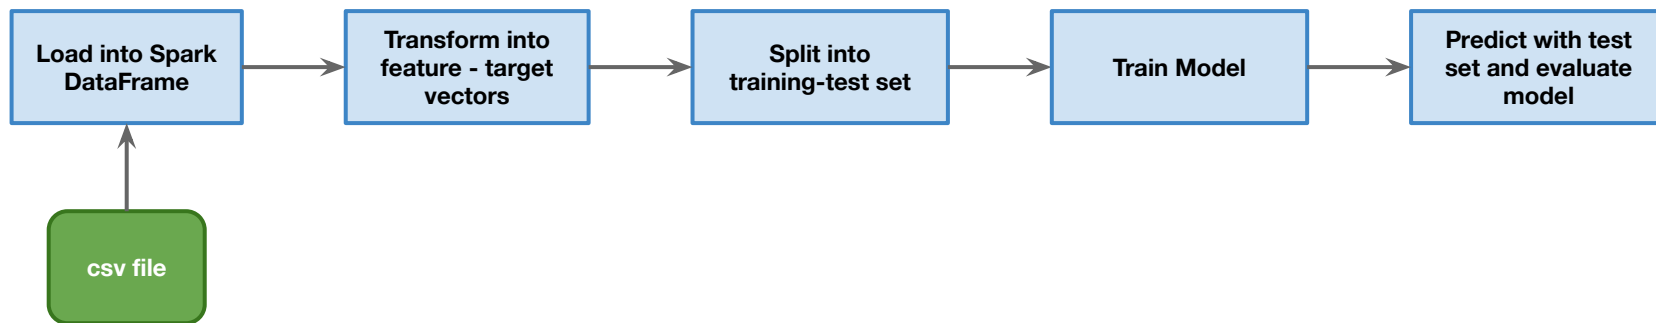 Load into Spark
DataFrame
Transform into
feature - target
vectors
Split into
training-test set
Train Model
Predict with test
set and evaluate
model
csv file